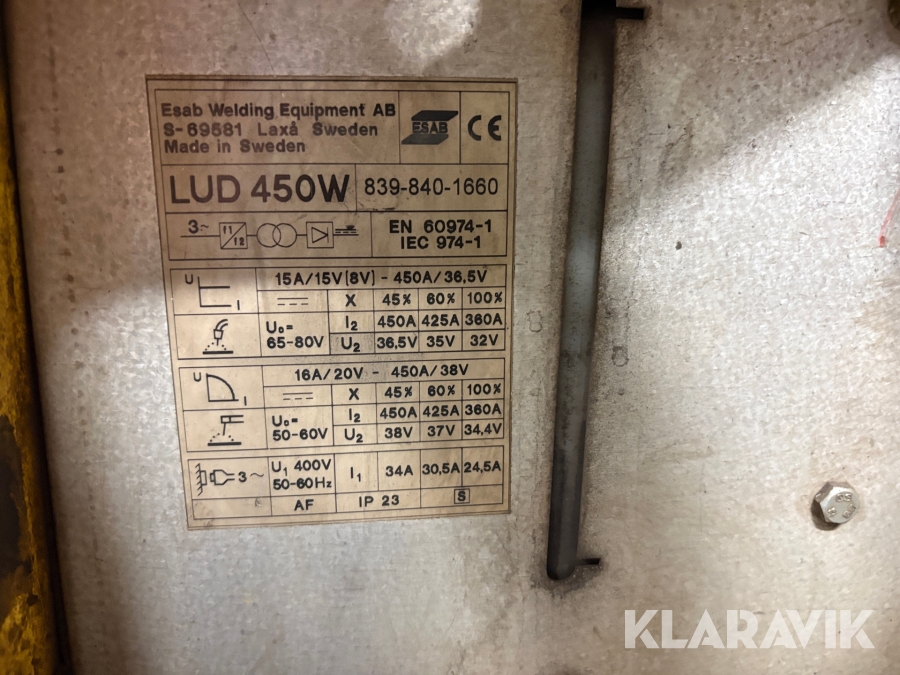 Esab Welding Equipment AB
S-69581 Laxå Sweden
Made in Sweden
ESAB
CE
LUD 450W
839-840-1660
3~ f1 f2
EN 60974-1
IEC 974-1
U I
15A/15V(8V) - 450A/36,5V
X 45% 60% 100%
U₀= 65-80V
I₂ 450A 425A 360A
U₂ 36,5V 35V 32V
U I
16A/20V - 450A/38V
X 45% 60% 100%
U₀= 50-60V
I₂ 450A 425A 360A
U₂ 38V 37V 34,4V
3~ U₁ 400V 50-60Hz
I₁ 34A 30,5A 24,5A
AF IP 23 S
KLARAVIK